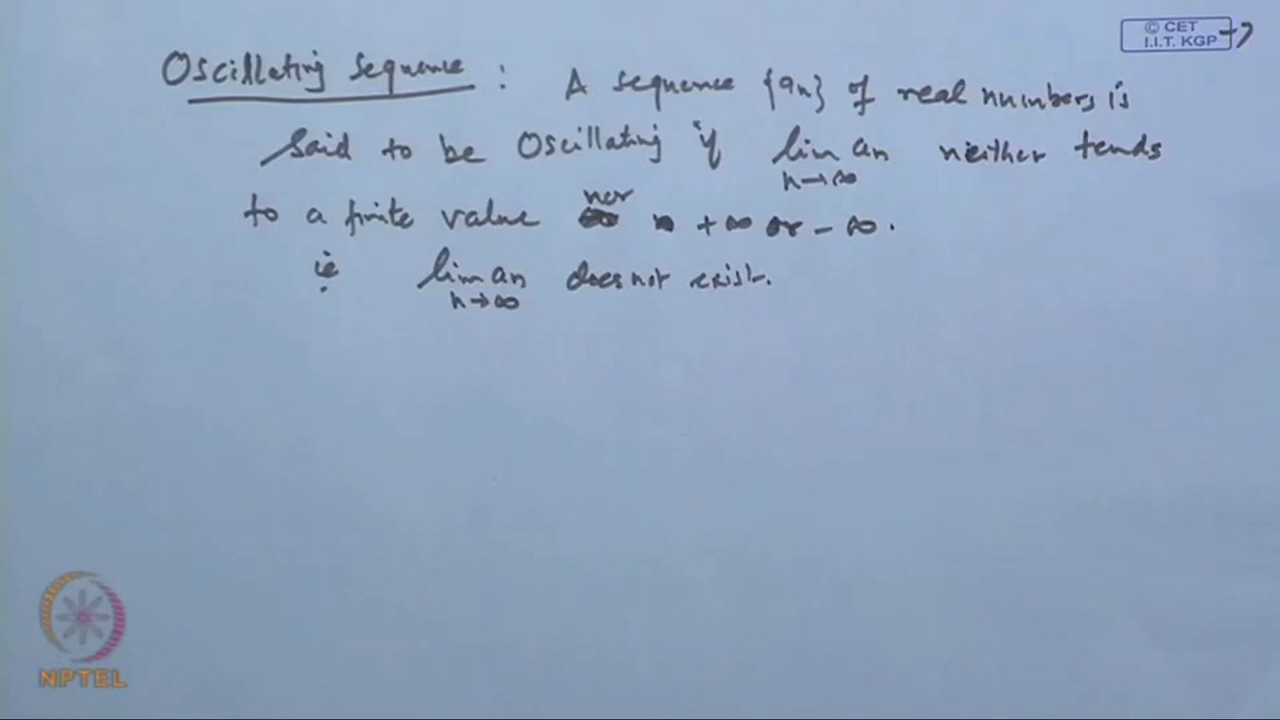 © CET
I.I.T. KGP
Oscillating Sequence : A sequence {an} of real numbers is
Said to be Oscillating if lim an neither tends
n→∞
nor
to a finite value +∞ or -∞.
ie lim an does not exist.
n→∞
NPTEL